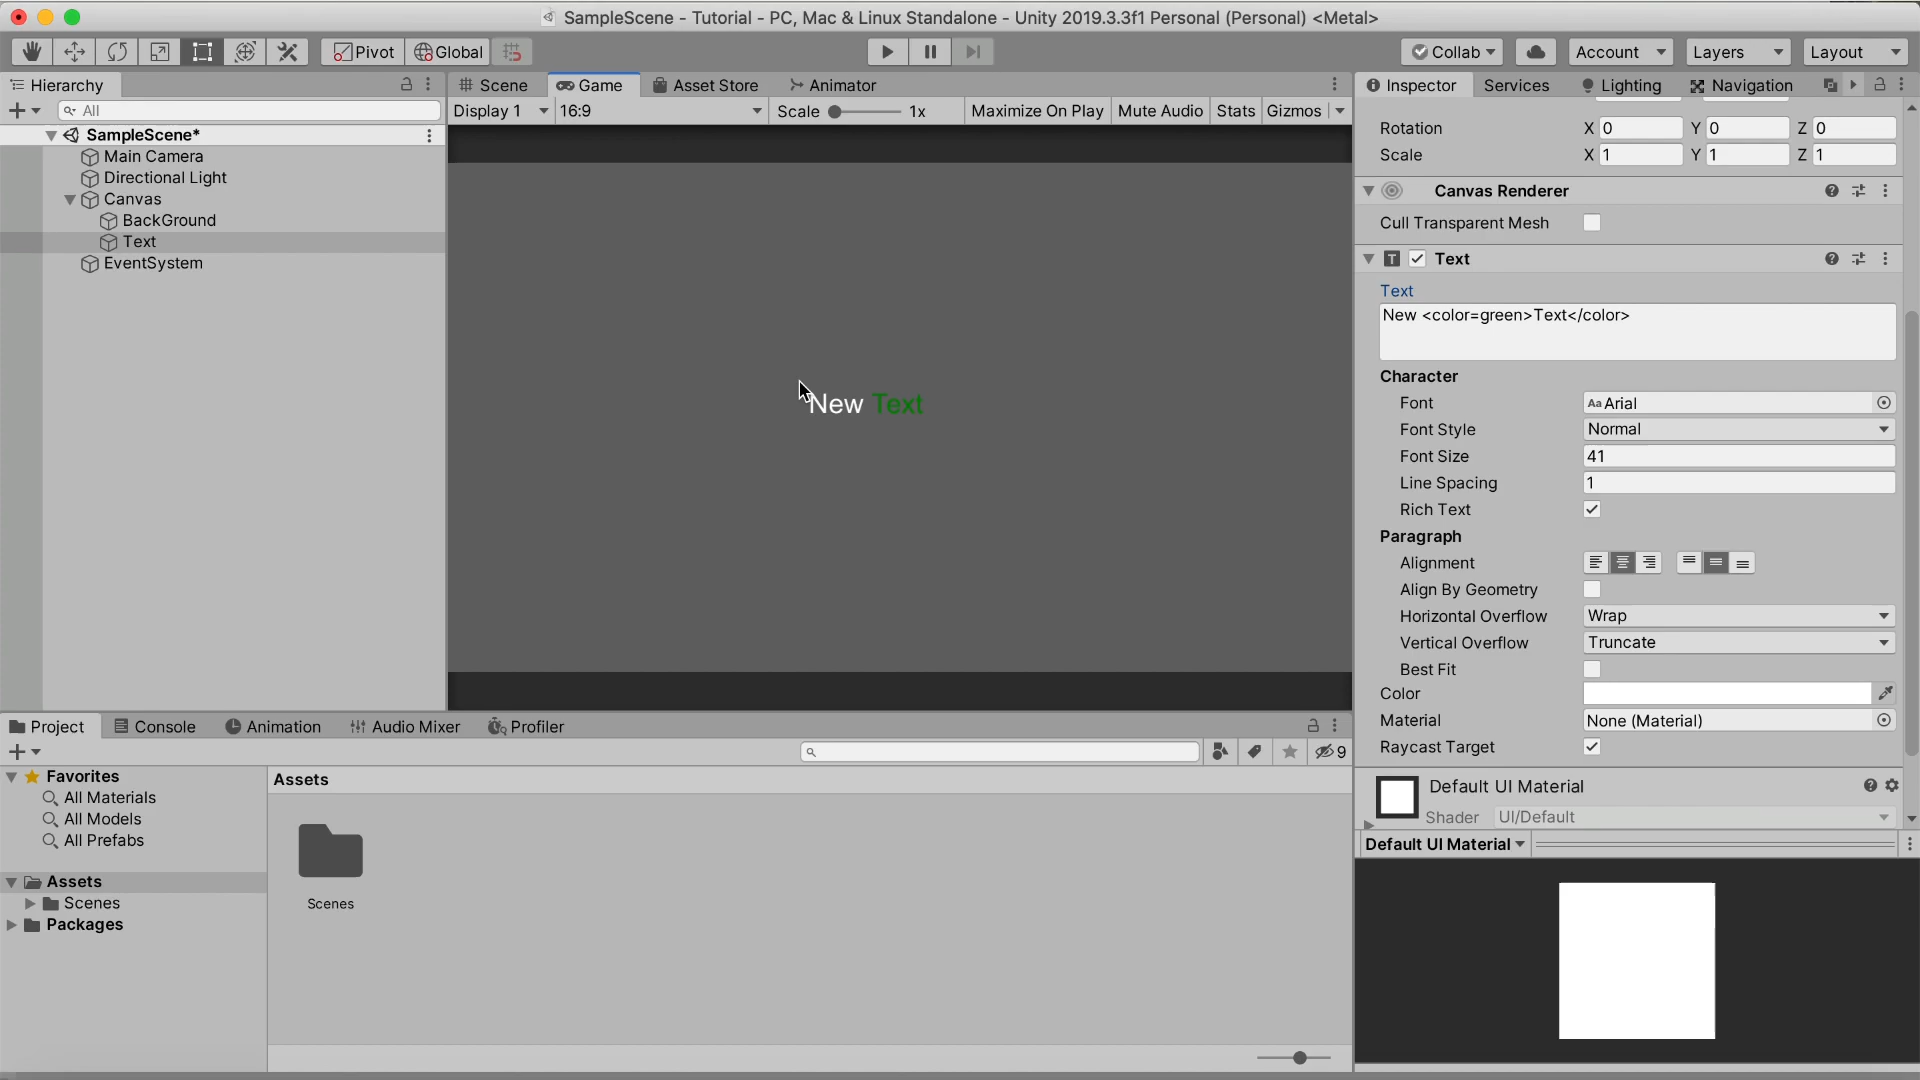 SampleScene - Tutorial - PC, Mac & Linux Standalone - Unity 2019.3.3f1 Personal (Personal) <Metal>
Pivot Global Collab Account Layers Layout
Hierarchy
All
SampleScene*
Main Camera
Directional Light
Canvas
BackGround
Text
EventSystem
Scene Game Asset Store Animator
Display 1 16:9 Scale 1x Maximize On Play Mute Audio Stats Gizmos
New Text
Inspector Services Lighting Navigation
Rotation X 0 Y 0 Z 0
Scale X 1 Y 1 Z 1
Canvas Renderer
Cull Transparent Mesh
T Text
Text
New <color=green>Text</color>
Character
Font Aa Arial
Font Style Normal
Font Size 41
Line Spacing 1
Rich Text
Paragraph
Alignment
Align By Geometry
Horizontal Overflow Wrap
Vertical Overflow Truncate
Best Fit
Color
Material None (Material)
Raycast Target
Default UI Material
Shader UI/Default
Default UI Material
Project Console Animation Audio Mixer Profiler
9
Favorites
All Materials
All Models
All Prefabs
Assets
Scenes
Packages
Assets
Scenes